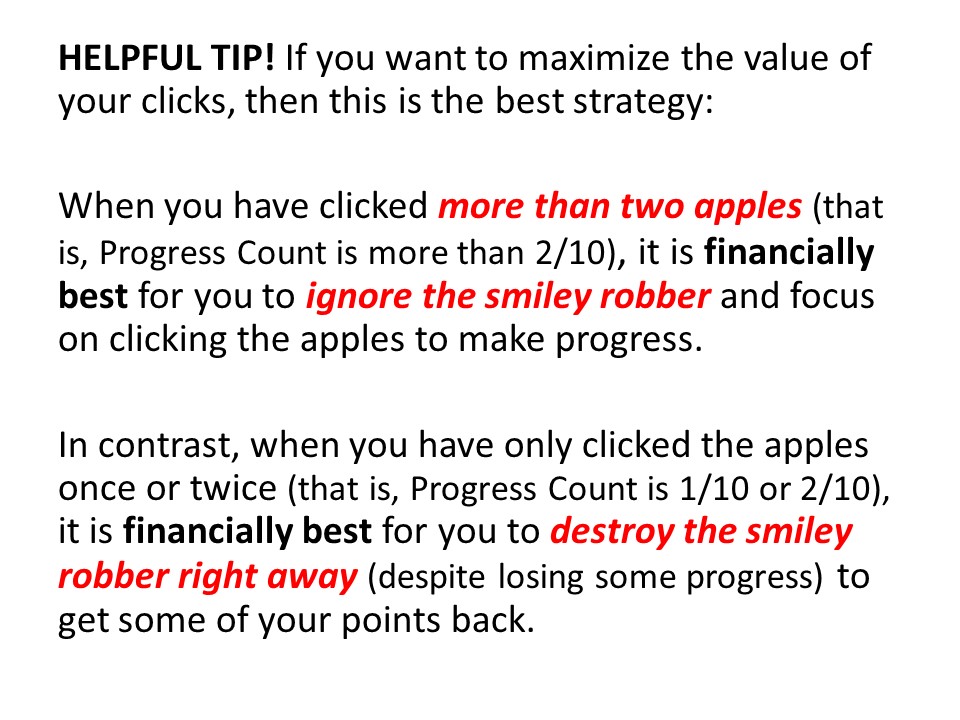 HELPFUL TIP! If you want to maximize the value of
your clicks, then this is the best strategy:
When you have clicked more than two apples (that
is, Progress Count is more than 2/10), it is financially
best for you to ignore the smiley robber and focus
on clicking the apples to make progress.
In contrast, when you have only clicked the apples
once or twice (that is, Progress Count is 1/10 or 2/10),
it is financially best for you to destroy the smiley
robber right away (despite losing some progress) to
get some of your points back.